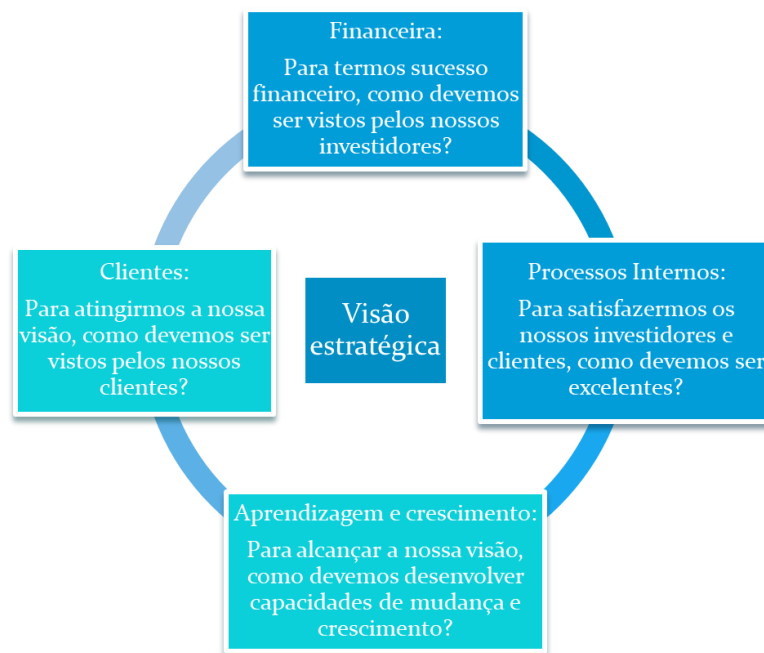 Financeira:
Para termos sucesso
financeiro, como devemos
ser vistos pelos nossos
investidores?
Clientes:
Para atingirmos a nossa
visão, como devemos ser
vistos pelos nossos
clientes?
Visão
estratégica
Processos Internos:
Para satisfazermos os
nossos investidores e
clientes, como devemos ser
excelentes?
Aprendizagem e crescimento:
Para alcançar a nossa visão,
como devemos desenvolver
capacidades de mudança e
crescimento?